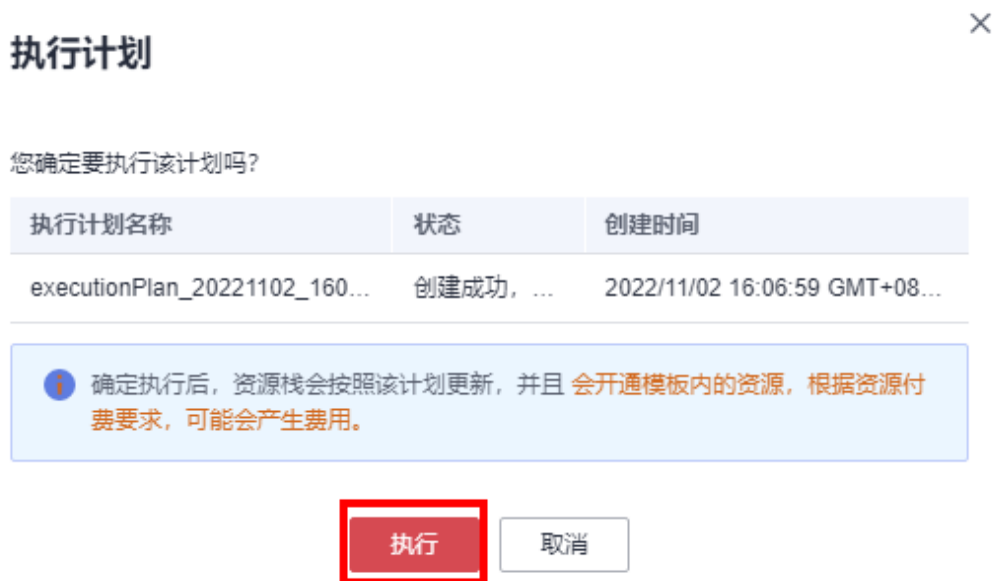 执行计划
您确定要执行该计划吗?
执行计划名称 状态 创建时间
executionPlan_20221102_160... 创建成功，... 2022/11/02 16:06:59 GMT+08...
确定执行后，资源栈会按照该计划更新，并且 会开通模板内的资源，根据资源付
费要求，可能会产生费用。
执行 取消